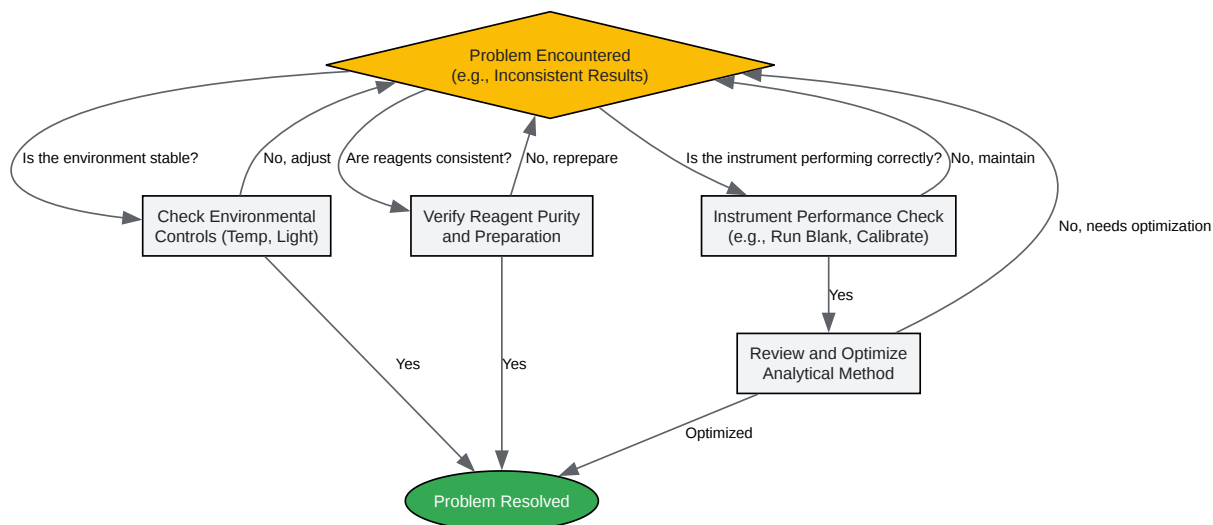 Problem Encountered
(e.g., Inconsistent Results)
Is the environment stable?
No, adjust
Are reagents consistent?
No, reprepare
Is the instrument performing correctly?
No, maintain
Check Environmental
Controls (Temp, Light)
Verify Reagent Purity
and Preparation
Instrument Performance Check
(e.g., Run Blank, Calibrate)
No, needs optimization
Yes
Review and Optimize
Analytical Method
Yes
Yes
Optimized
Problem Resolved